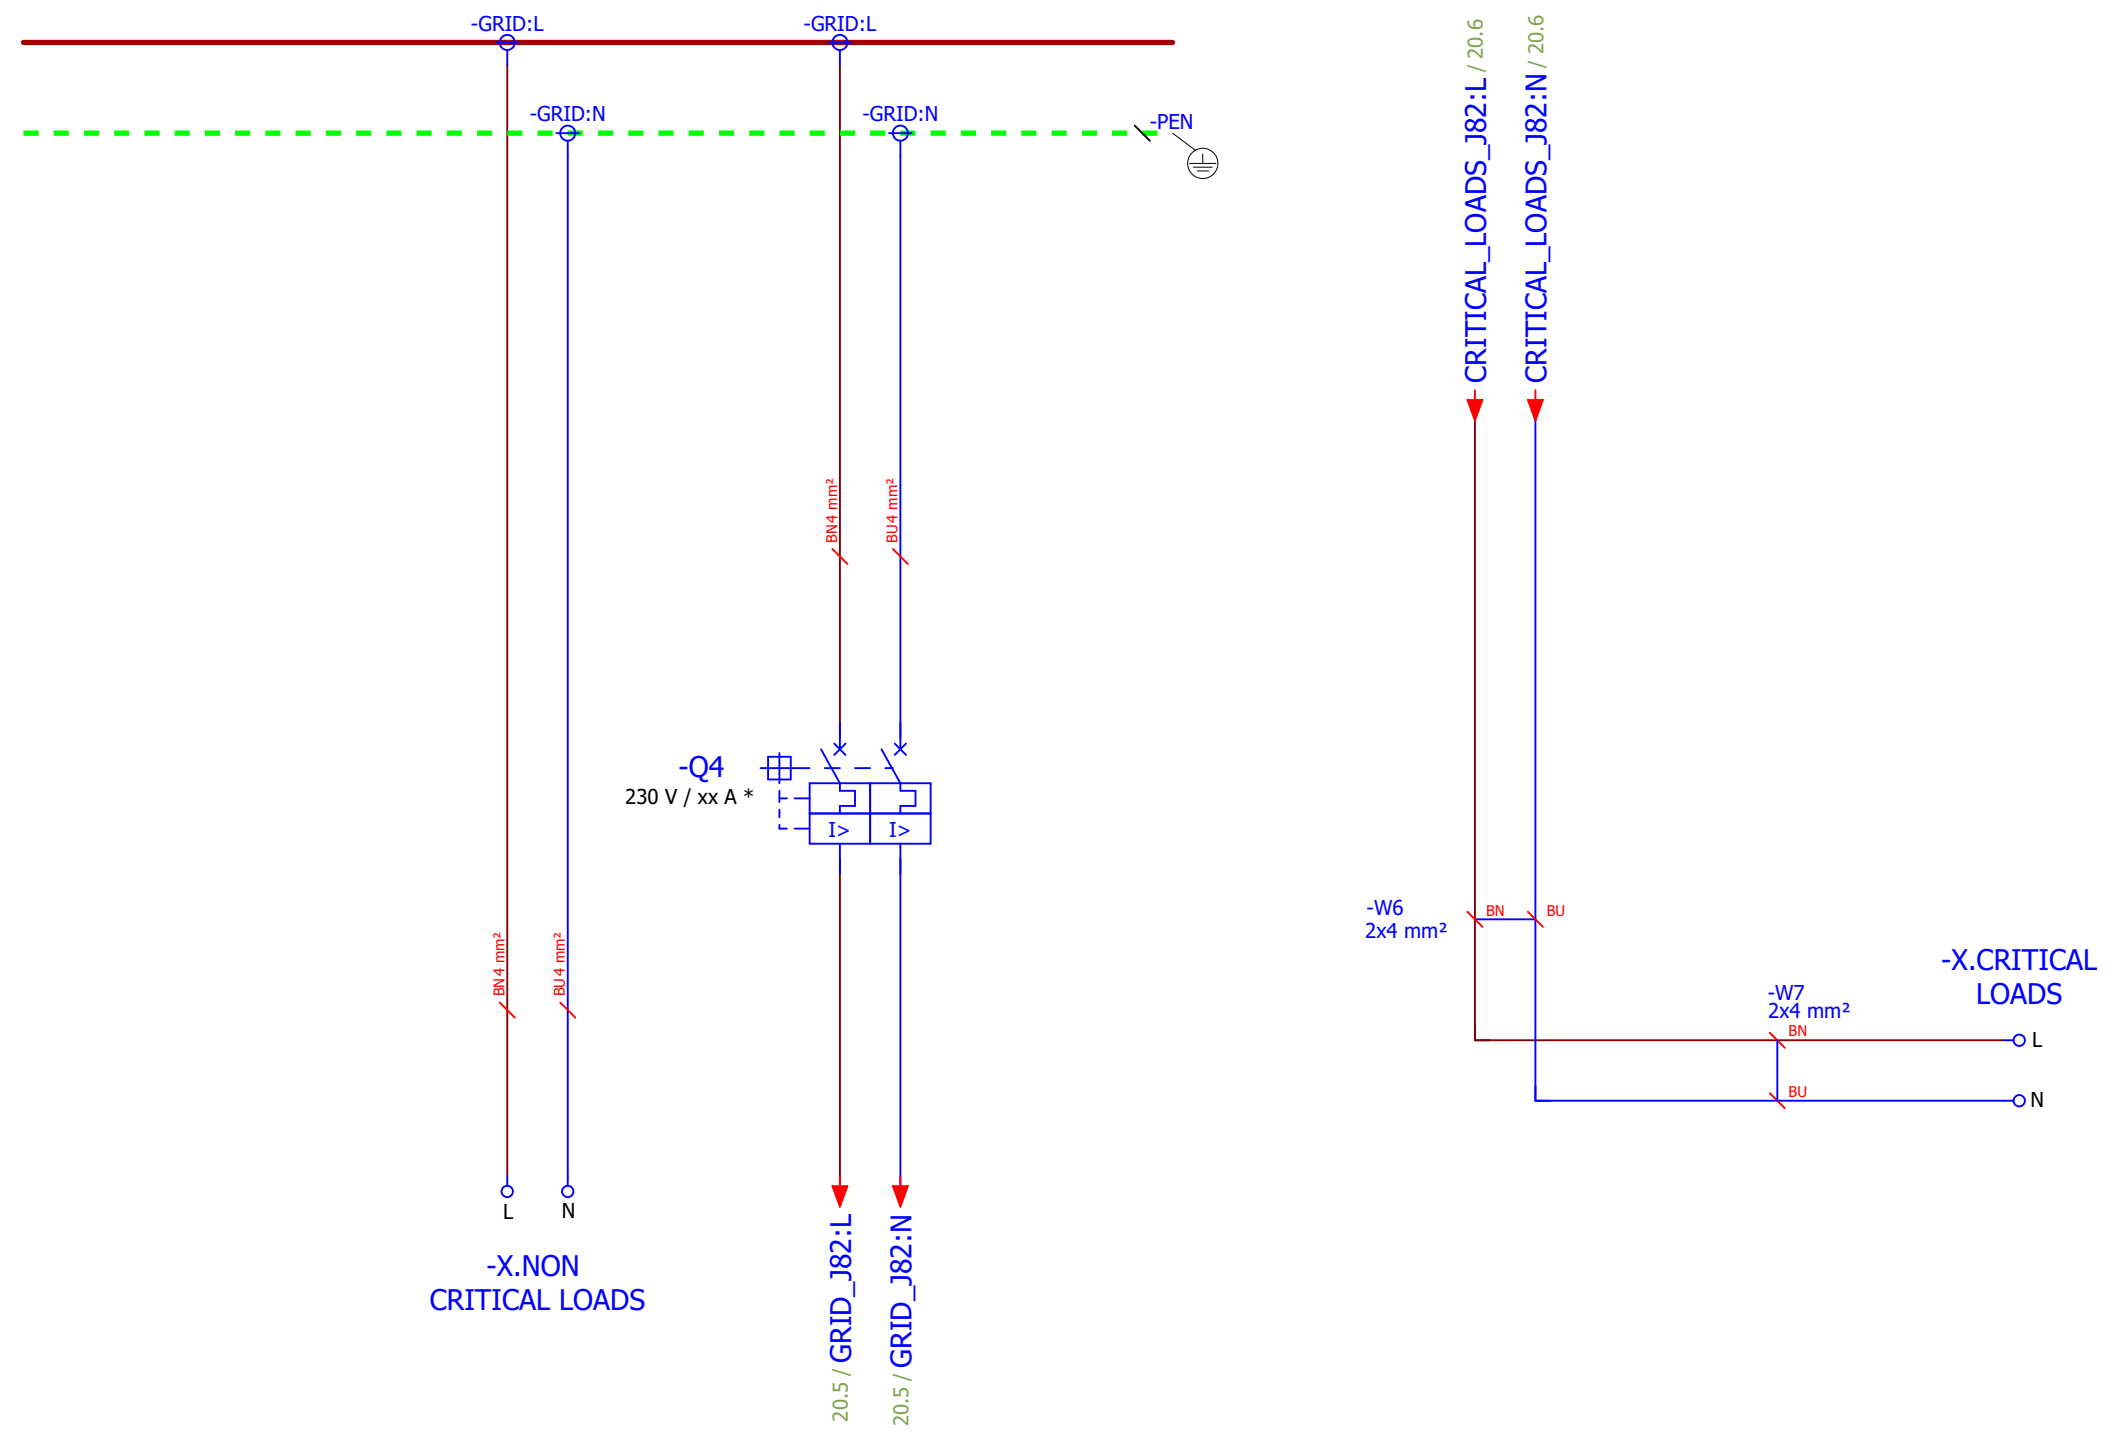 -GRID:L
-GRID:L
-GRID:N
-GRID:N
-PEN
CRITICAL_LOADS_J82:L / 20.6
CRITICAL_LOADS_J82:N / 20.6
BN4 mm²
BU4 mm²
-Q4
230 V / xx A *
I>
I>
BN4 mm²
BU4 mm²
-W6
2x4 mm²
BN
BU
-X.CRITICAL
LOADS
-W7
2x4 mm²
BN
L
BU
N
L
N
-X.NON
CRITICAL LOADS
20.5 / GRID_J82:L
20.5 / GRID_J82:N